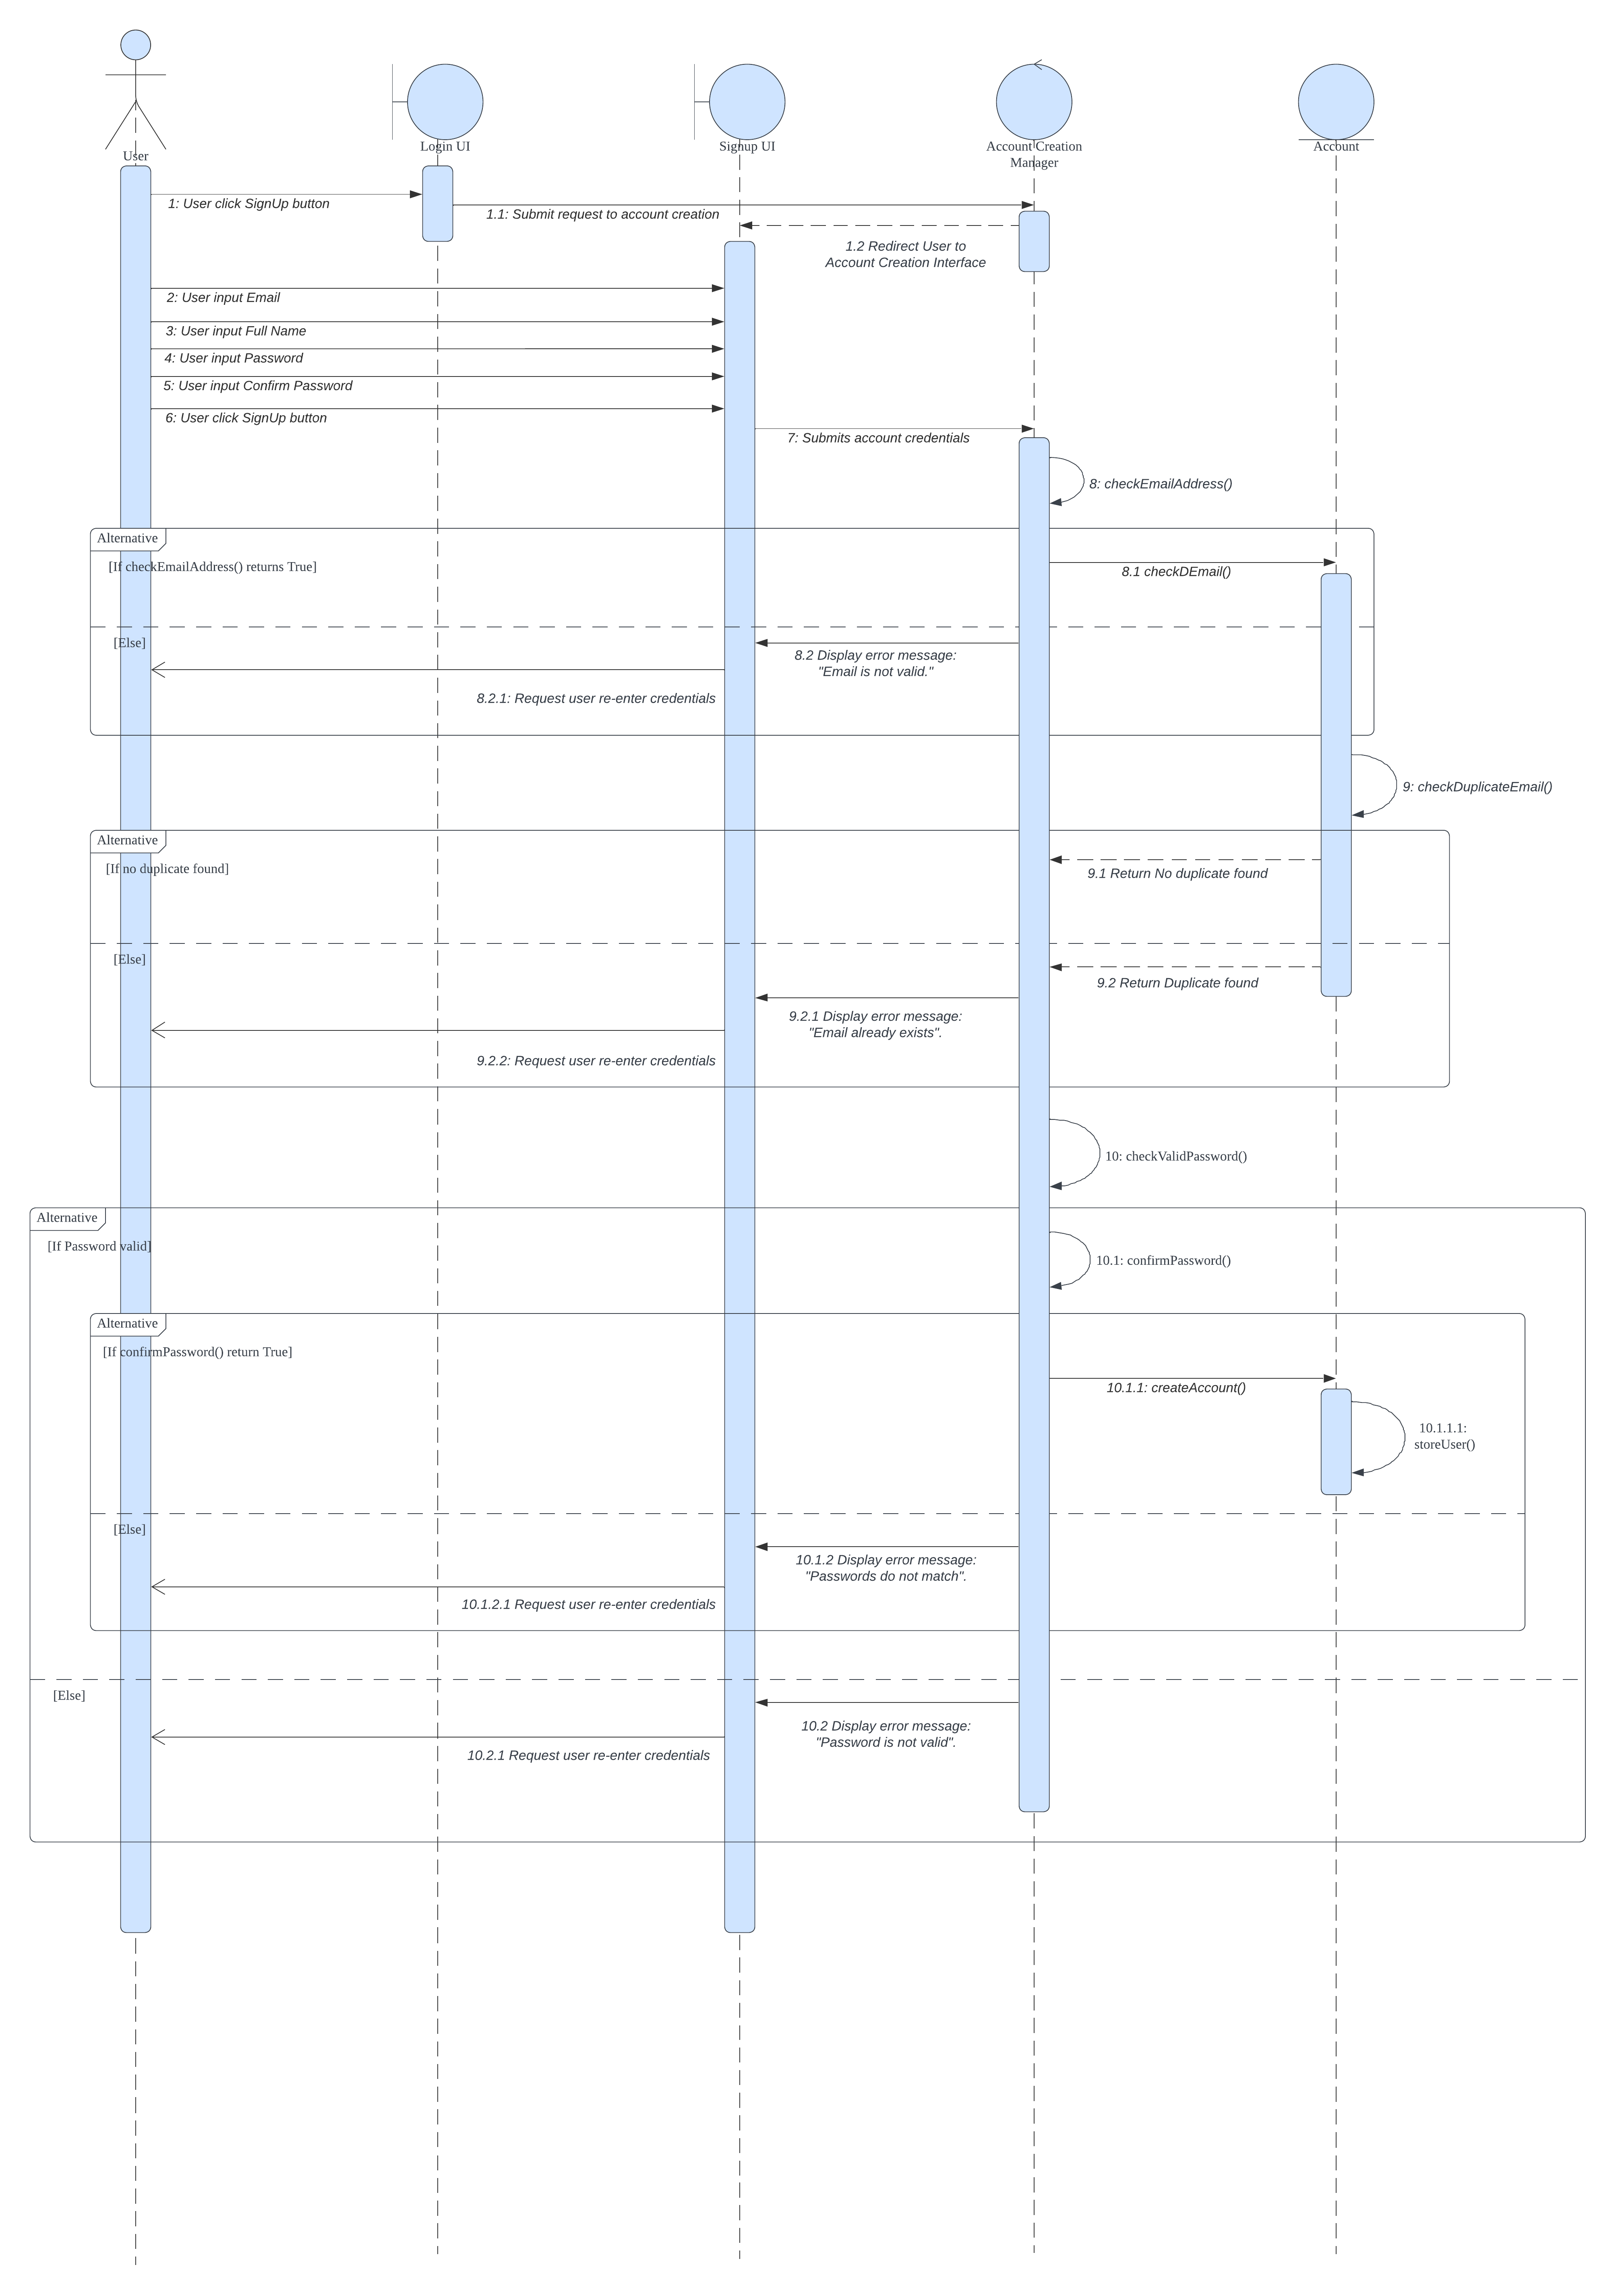 User
Login UI
Signup UI
Account Creation
Manager
Account
1: User click SignUp button
1.1: Submit request to account creation
1.2 Redirect User to
Account Creation Interface
2: User input Email
3: User input Full Name
4: User input Password
5: User input Confirm Password
6: User click SignUp button
7: Submits account credentials
8: checkEmailAddress()
Alternative
[If checkEmailAddress() returns True]
8.1 checkDEmail()
[Else]
8.2 Display error message:
"Email is not valid."
8.2.1: Request user re-enter credentials
9: checkDuplicateEmail()
Alternative
[If no duplicate found]
9.1 Return No duplicate found
[Else]
9.2 Return Duplicate found
9.2.1 Display error message:
"Email already exists".
9.2.2: Request user re-enter credentials
10: checkValidPassword()
Alternative
[If Password valid]
10.1: confirmPassword()
Alternative
[If confirmPassword() return True]
10.1.1: createAccount()
10.1.1.1:
storeUser()
[Else]
10.1.2 Display error message:
"Passwords do not match".
10.1.2.1 Request user re-enter credentials
[Else]
10.2 Display error message:
"Password is not valid".
10.2.1 Request user re-enter credentials